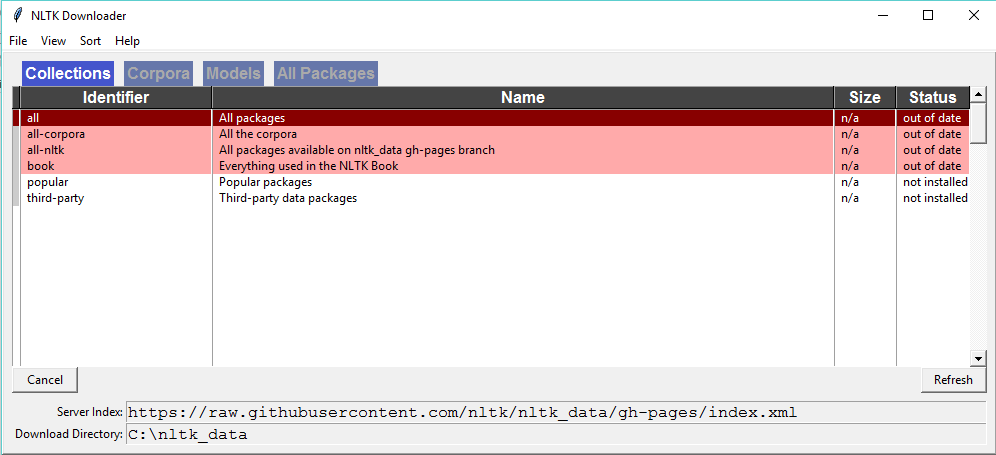 NLTK Downloader
File View Sort Help
Collections Corpora Models All Packages
Identifier Name Size Status
all All packages n/a out of date
all-corpora All the corpora n/a out of date
all-nltk All packages available on nltk_data gh-pages branch n/a out of date
book Everything used in the NLTK Book n/a out of date
popular Popular packages n/a not installed
third-party Third-party data packages n/a not installed
Cancel Refresh
Server Index: https://raw.githubusercontent.com/nltk/nltk_data/gh-pages/index.xml
Download Directory: C:\nltk_data